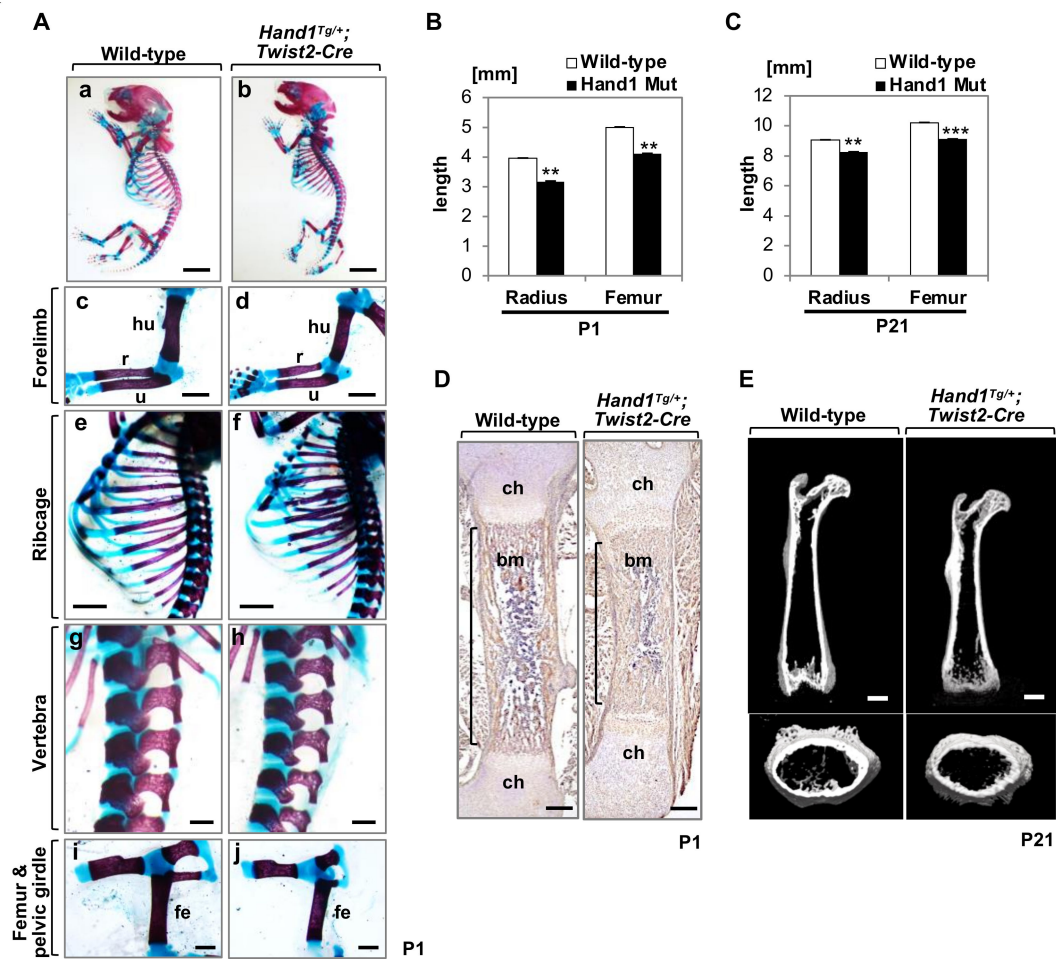 A
Wild-type
Hand1Tg/+;
Twist2-Cre
a
b
Forelimb
c
hu
r
u
d
hu
r
u
Ribcage
e
f
Vertebra
g
h
Femur &
pelvic girdle
i
fe
j
fe
P1
B
[mm]
Wild-type
Hand1 Mut
length
6
5
4
3
2
1
0
**
**
Radius
Femur
P1
C
[mm]
Wild-type
Hand1 Mut
length
12
10
8
6
4
2
0
**
***
Radius
Femur
P21
D
Wild-type
Hand1Tg/+;
Twist2-Cre
ch
bm
ch
ch
bm
ch
P1
E
Wild-type
Hand1Tg/+;
Twist2-Cre
P21